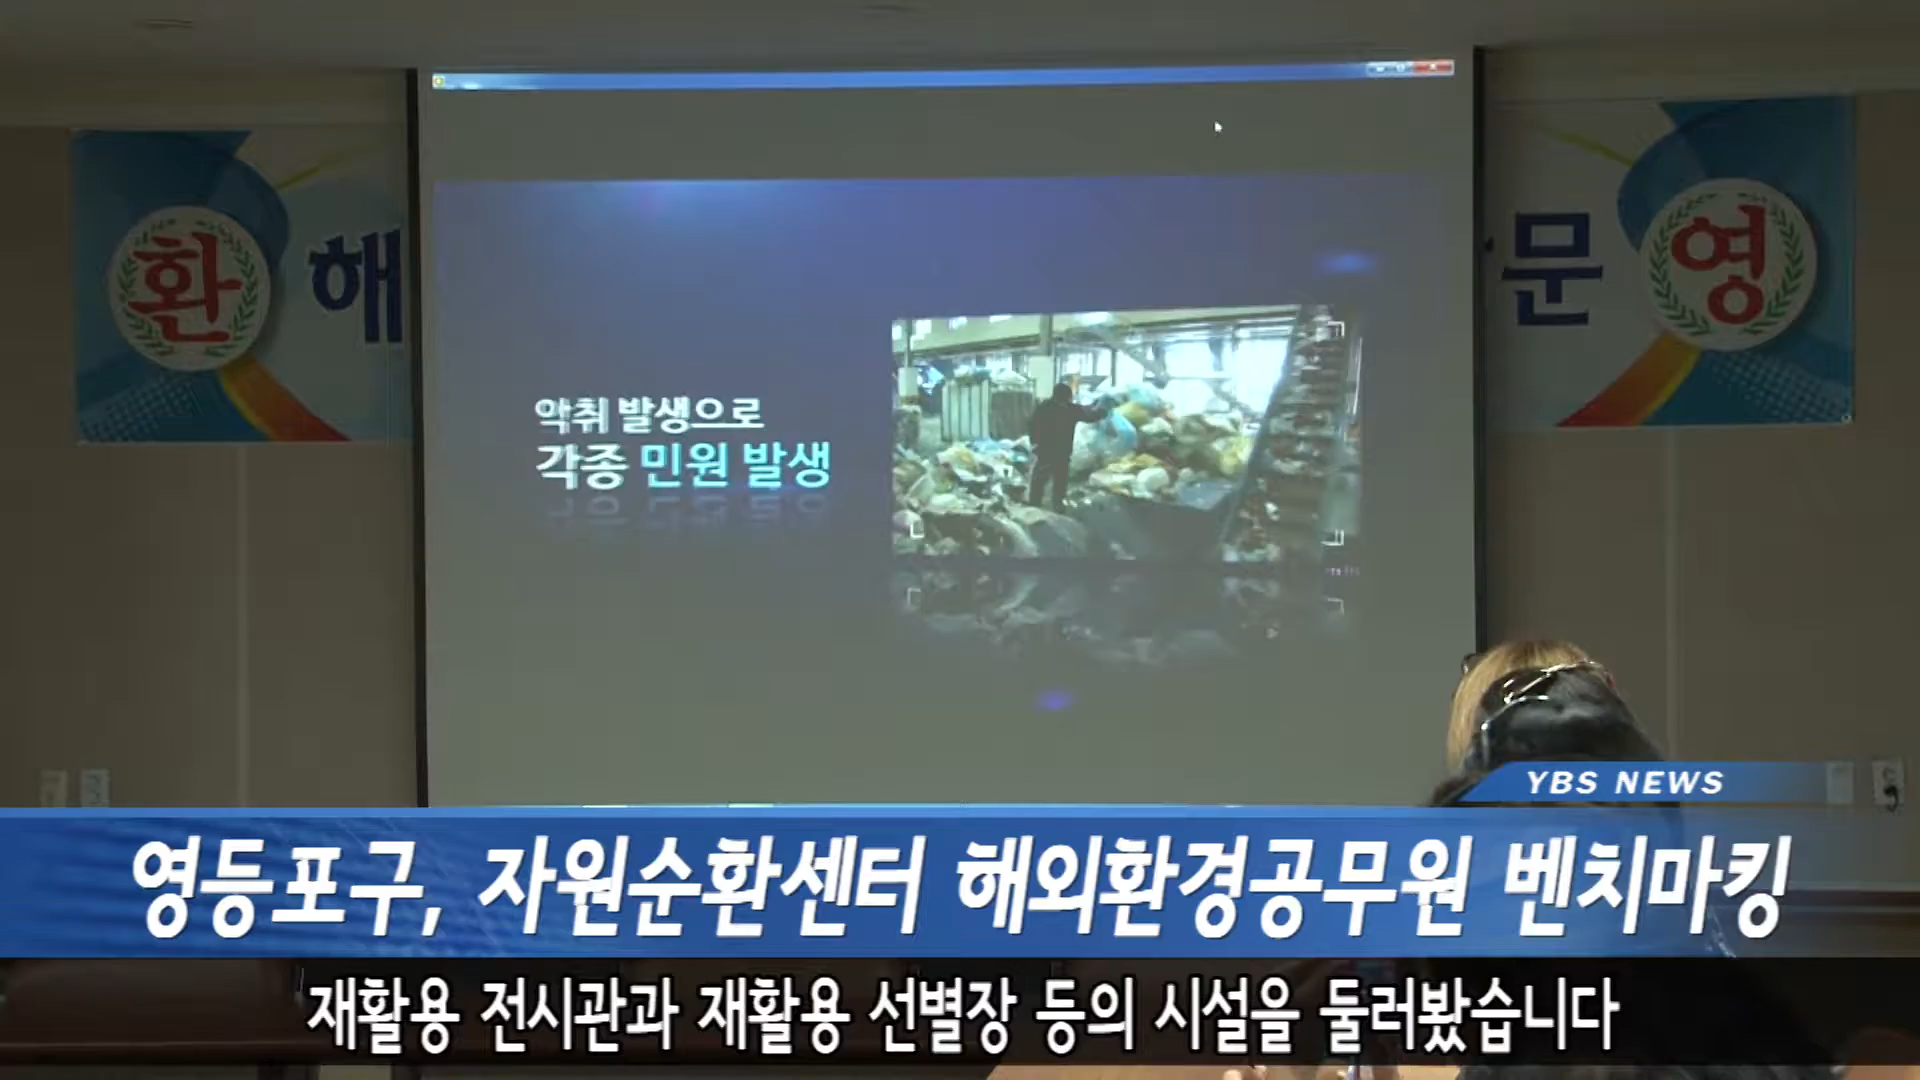 환 해
문 영
악취 발생으로
각종 민원 발생
YBS NEWS
영등포구, 자원순환센터 해외환경공무원 벤치마킹
재활용 전시관과 재활용 선별장 등의 시설을 둘러봤습니다